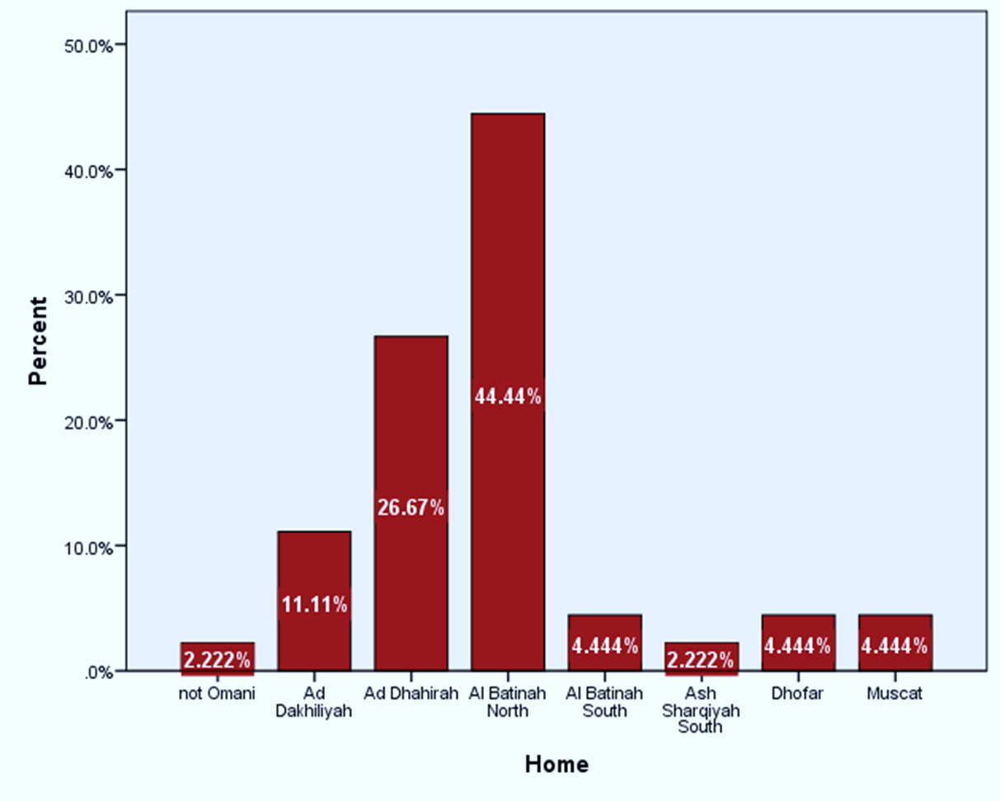 50.0%
40.0%
30.0%
20.0%
10.0%
.0%
Percent
2.222%
11.11%
26.67%
44.44%
4.444%
2.222%
4.444%
4.444%
not Omani
Ad
Dakhiliyah
Ad Dhahirah
Al Batinah
North
Al Batinah
South
Ash
Sharqiyah
South
Dhofar
Muscat
Home